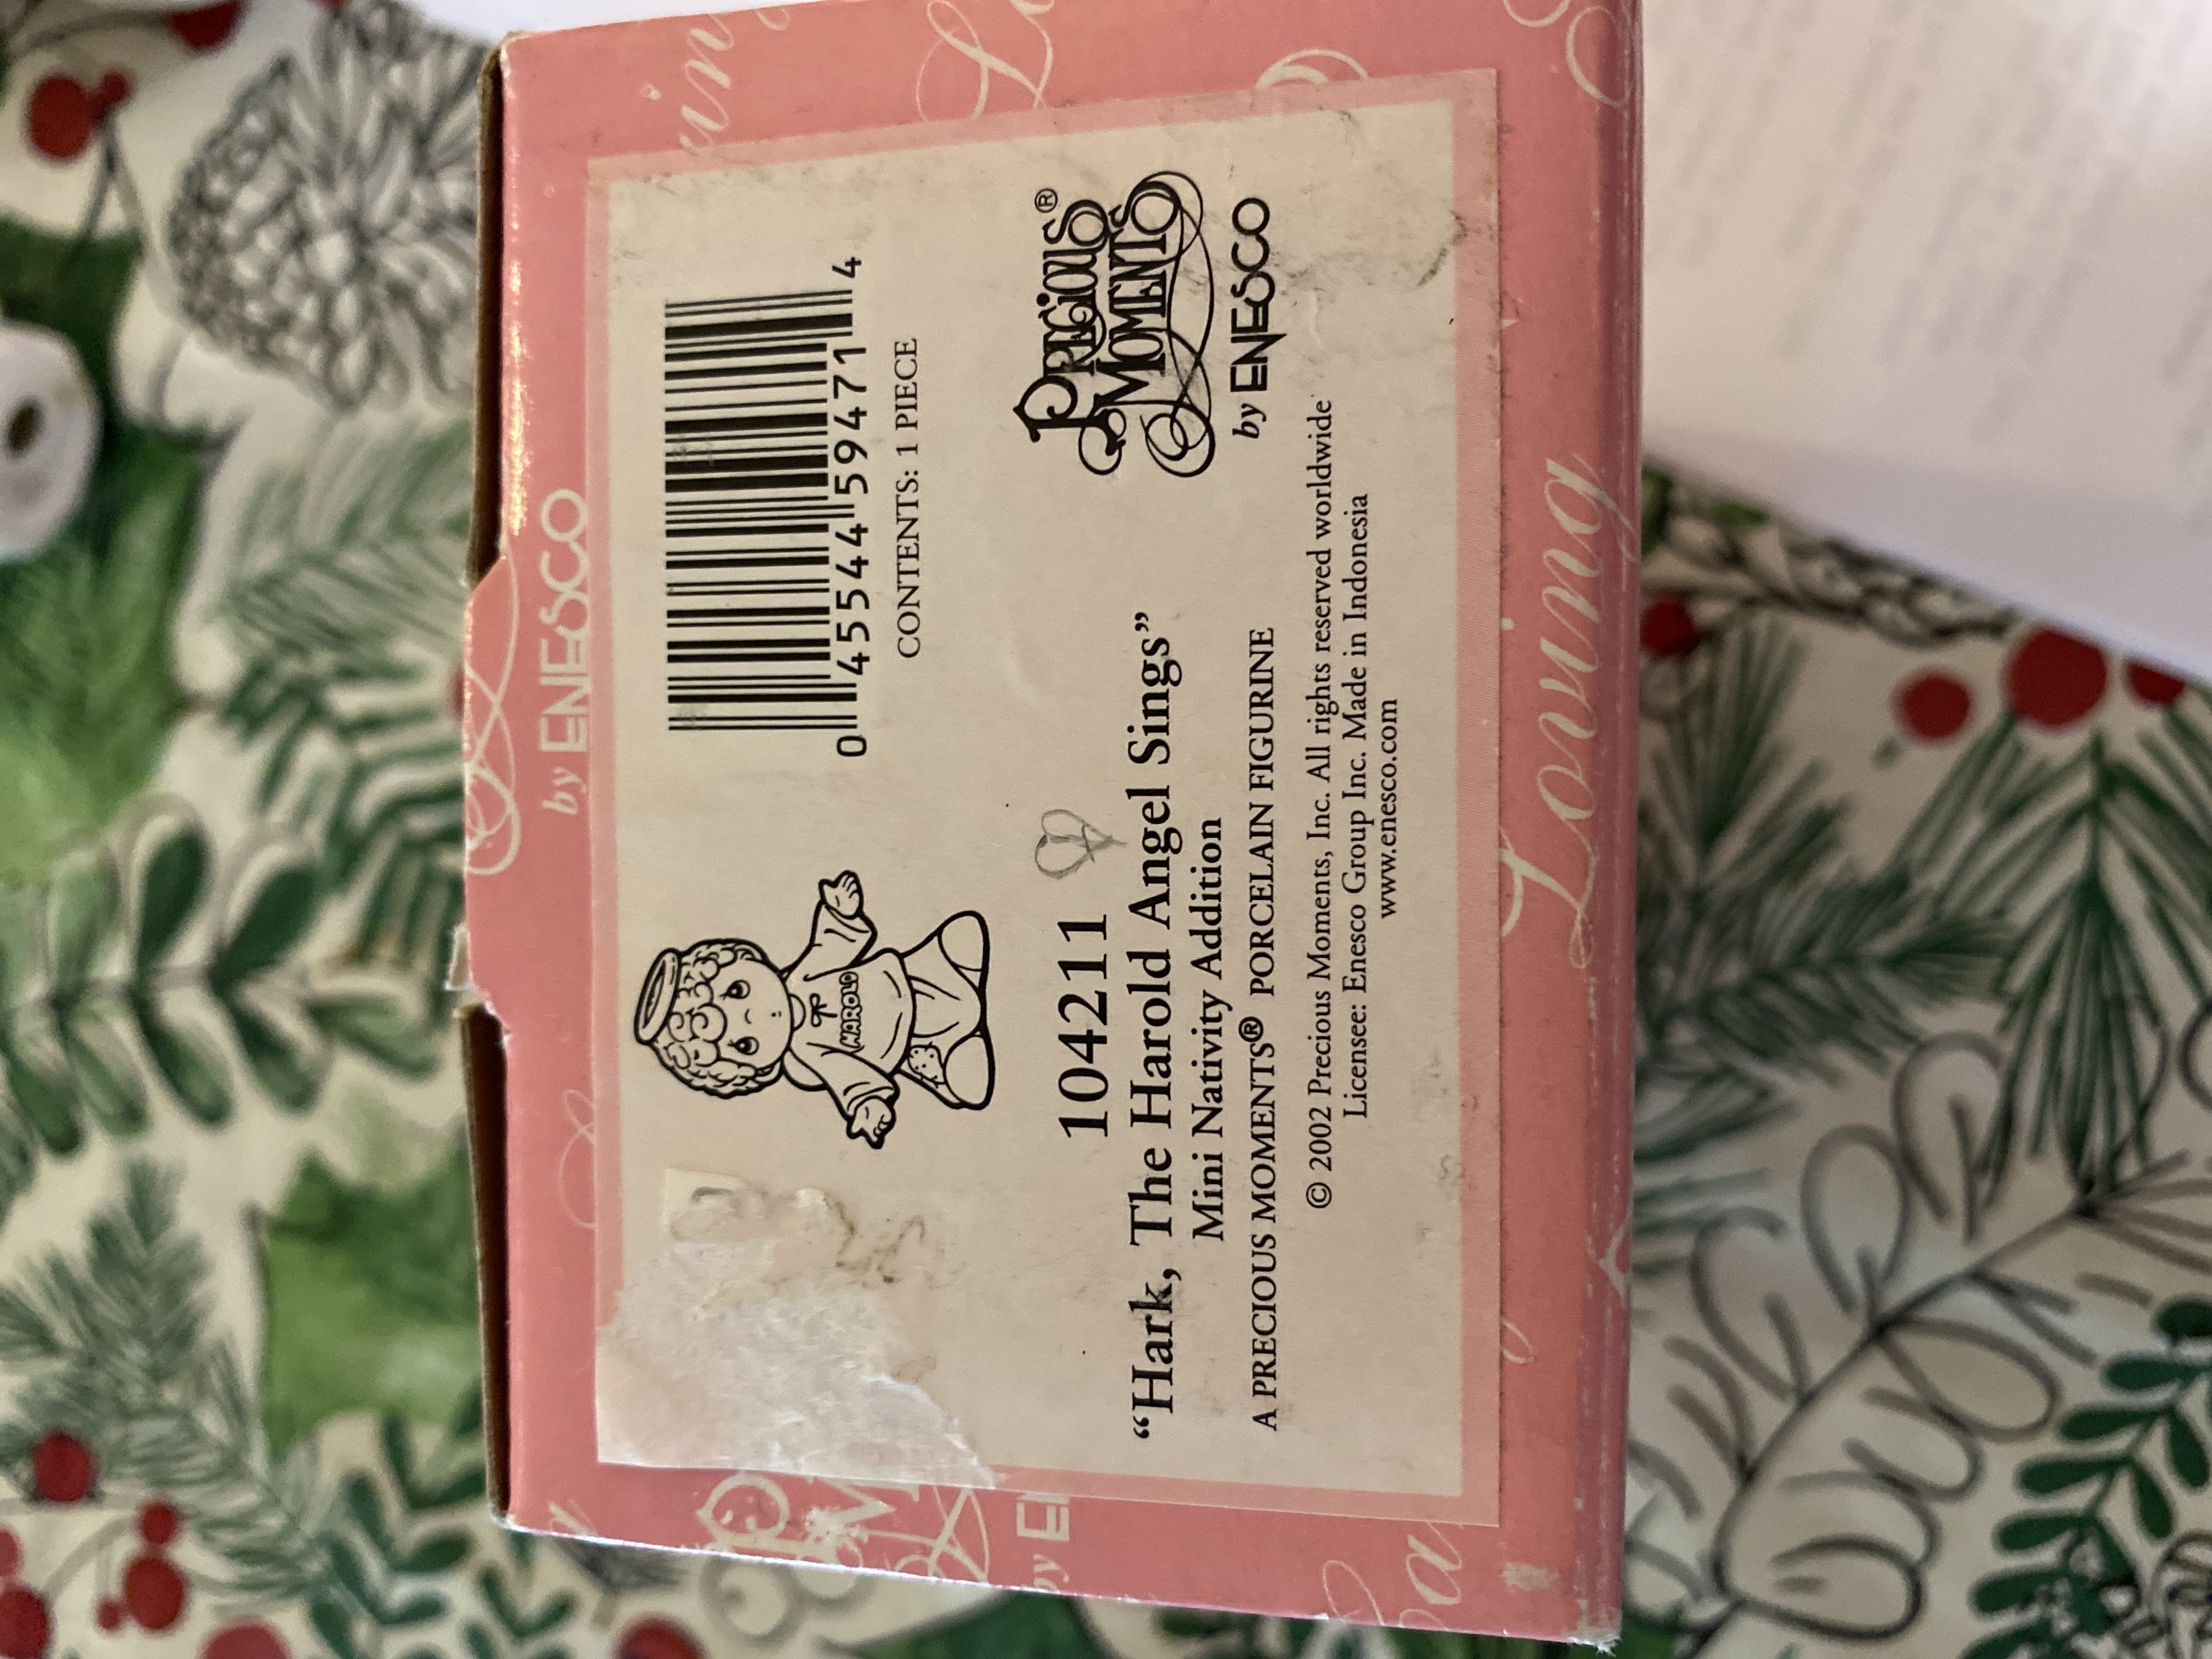 by ENESCO
HAROLD
0 45544 59471 4
CONTENTS: 1 PIECE
104211
“Hark, The Harold Angel Sings”
Mini Nativity Addition
A PRECIOUS MOMENTS® PORCELAIN FIGURINE
© 2002 Precious Moments, Inc. All rights reserved worldwide
Licensee: Enesco Group Inc. Made in Indonesia
www.enesco.com
PRECIOUS
MOMENTS®
by ENESCO
Loving